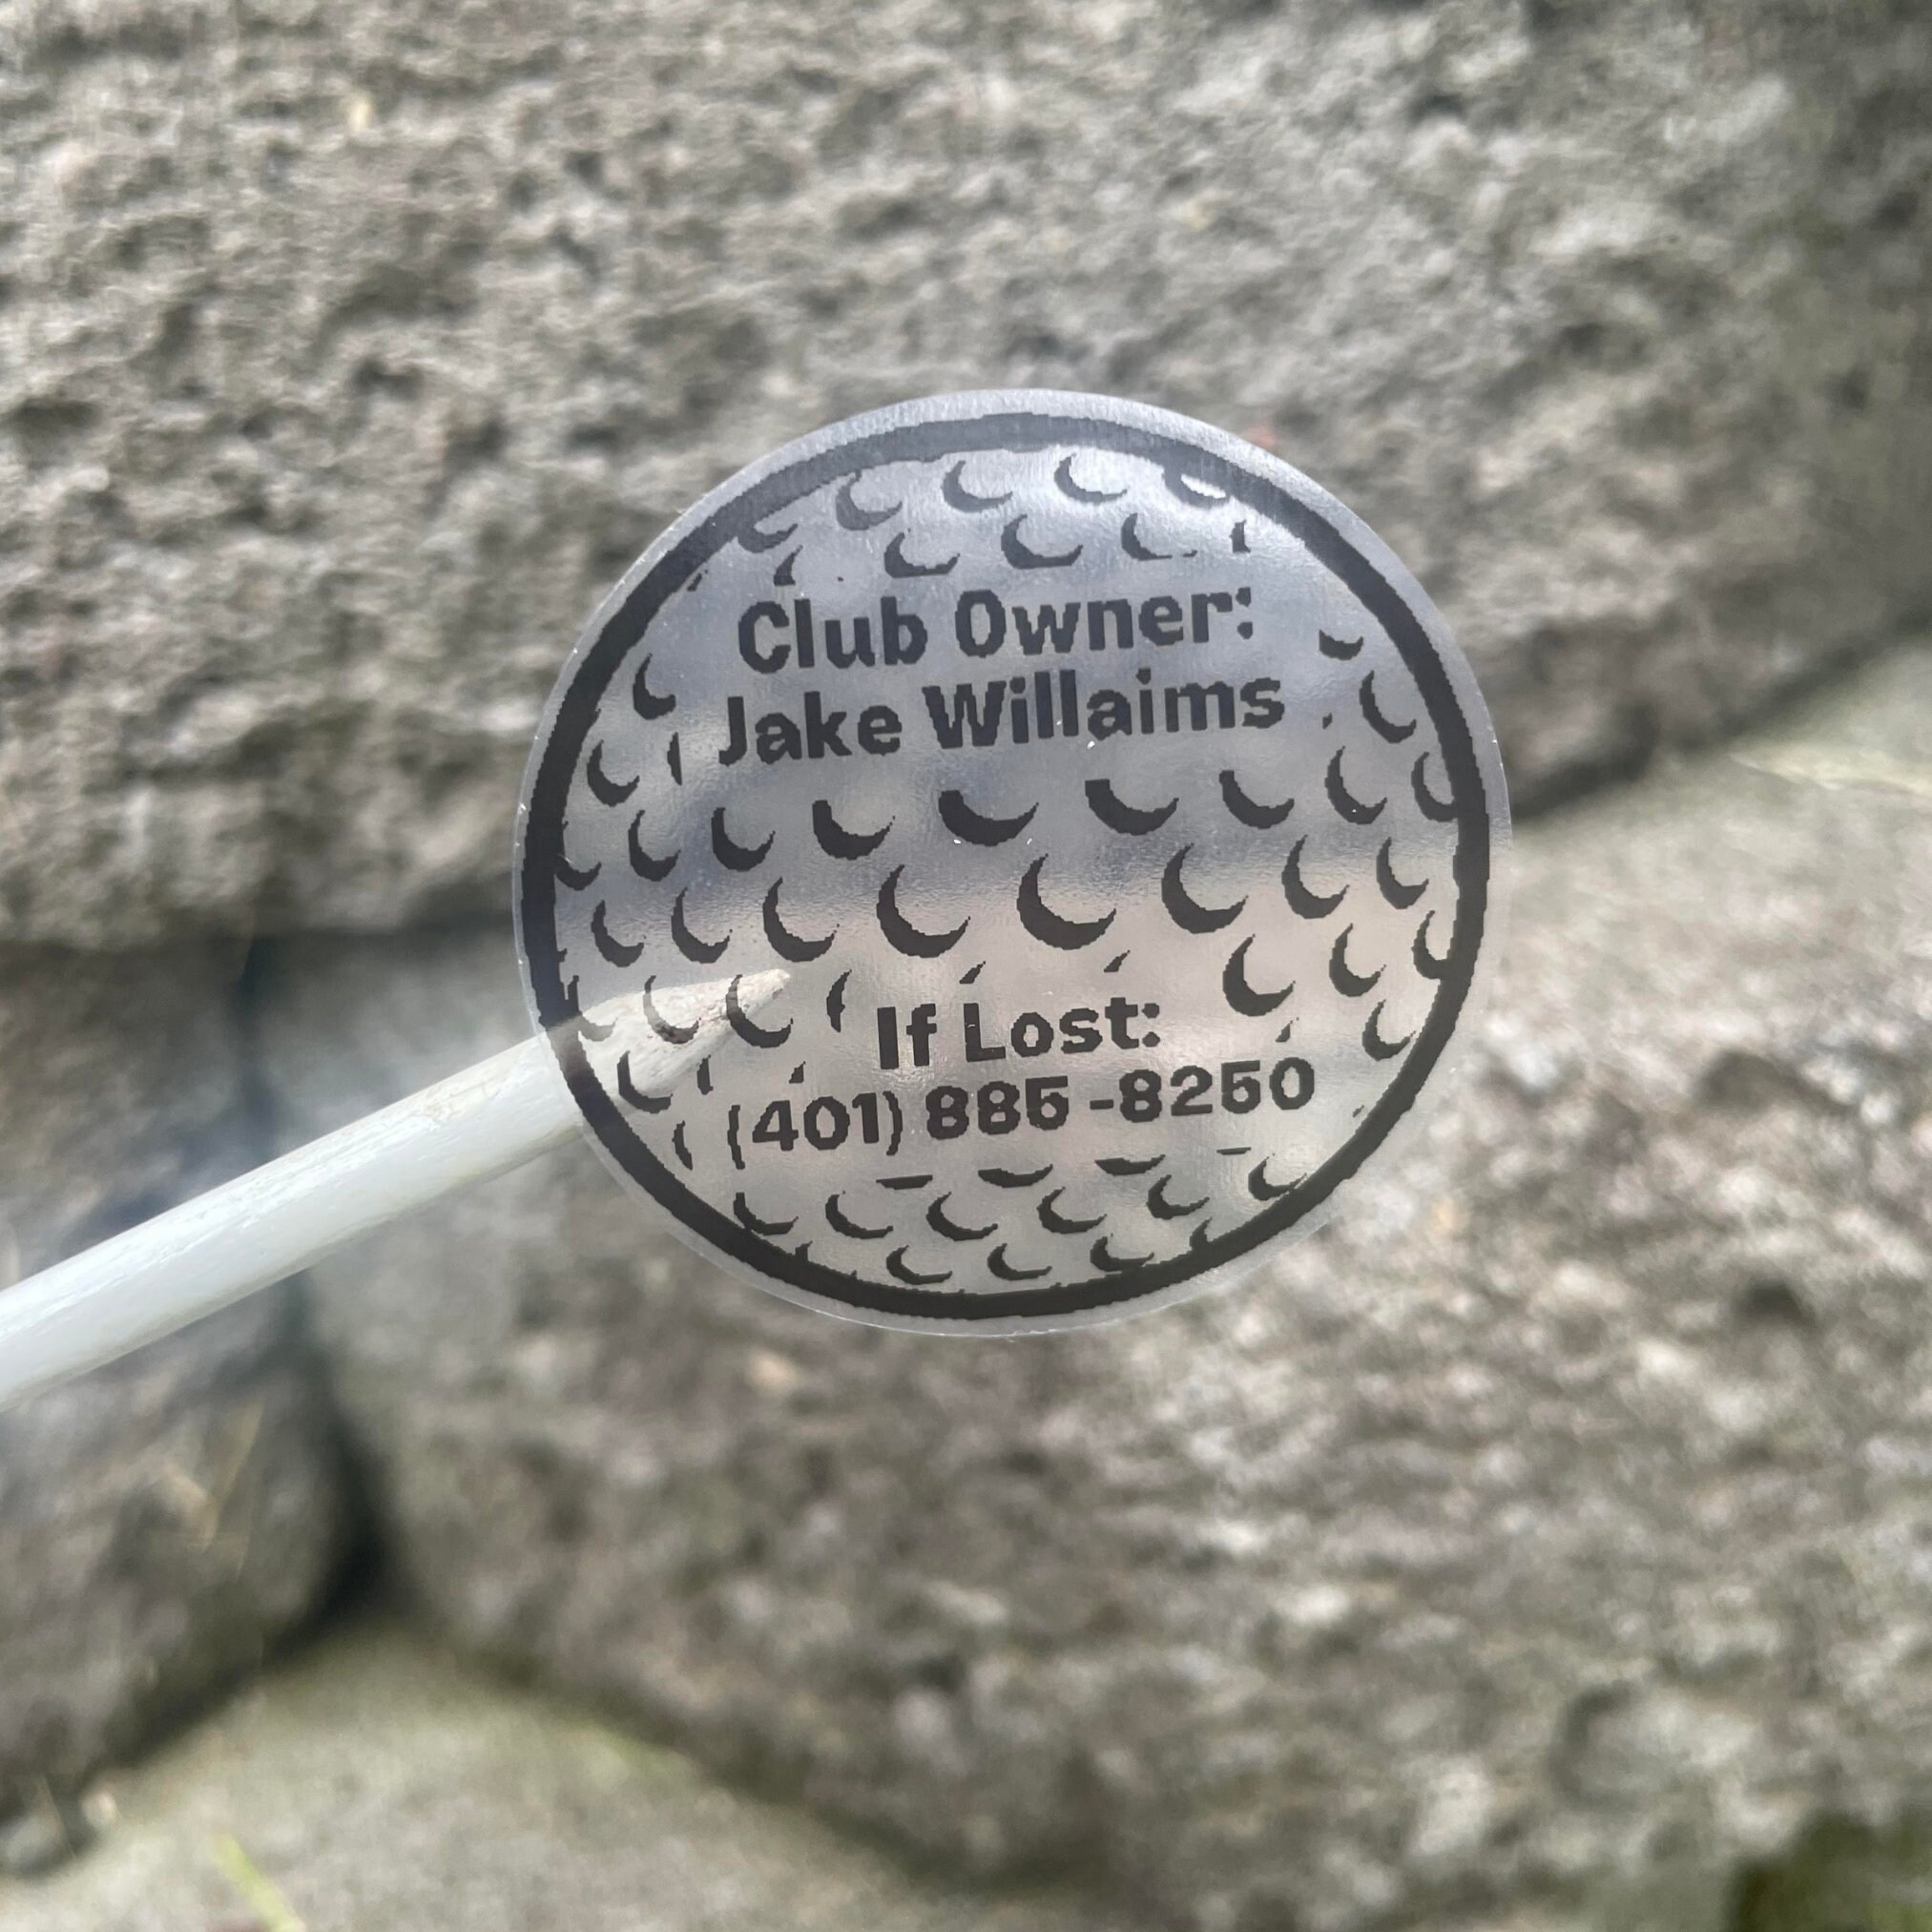 Club Owner:
Jake Willaims
If Lost:
(401) 885-8250